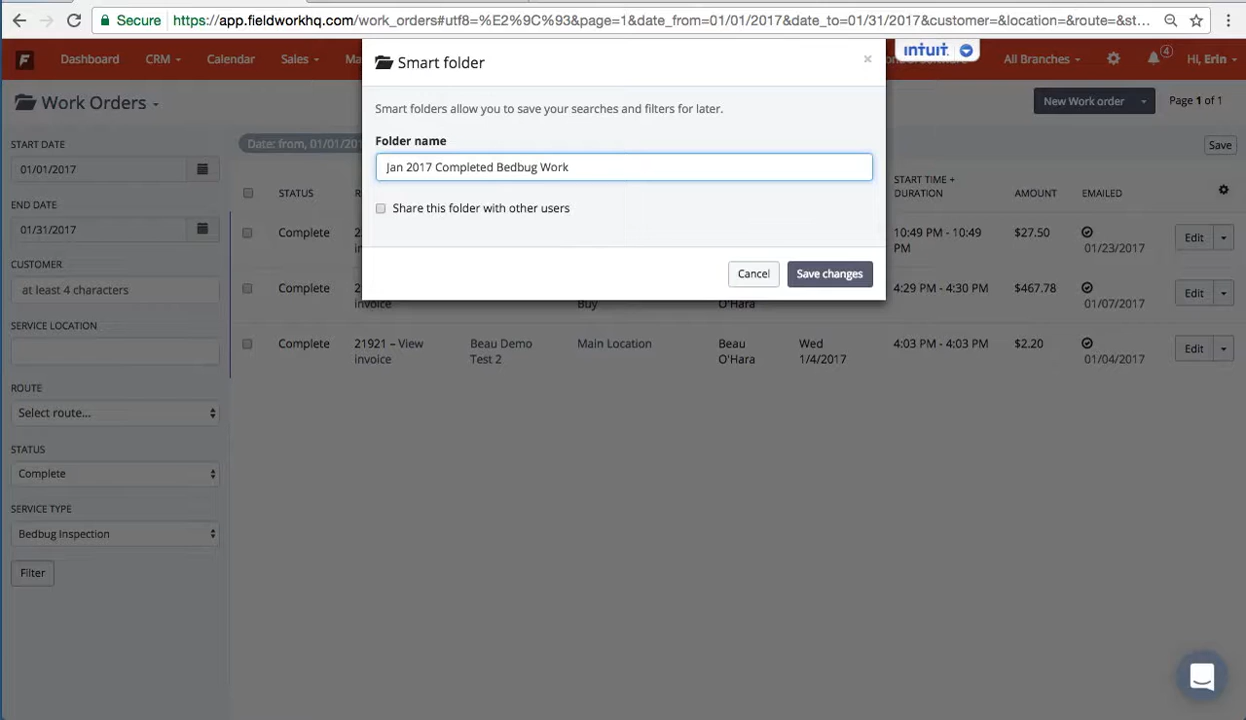 Secure https://app.fieldworkhq.com/work_orders#utf8=%E2%9C%93&page=1&date_from=01/01/2017&date_to=01/31/2017&customer=&location=&route=&st...
Dashboard CRM Calendar Sales All Branches 4 Hi, Erin
intuit
Work Orders
New Work order Page 1 of 1
Smart folder ×
Smart folders allow you to save your searches and filters for later.
Folder name
Jan 2017 Completed Bedbug Work
Share this folder with other users
Cancel Save changes
START DATE
01/01/2017
END DATE
01/31/2017
CUSTOMER
at least 4 characters
SERVICE LOCATION
ROUTE
Select route...
STATUS
Complete
SERVICE TYPE
Bedbug Inspection
Filter
Date: from, 01/01/201
Save
STATUS START TIME + DURATION AMOUNT EMAILED
Complete 10:49 PM - 10:49 PM $27.50 01/23/2017 Edit
Complete invoice Buy O'Hara 4:29 PM - 4:30 PM $467.78 01/07/2017 Edit
Complete 21921 – View invoice Beau Demo Test 2 Main Location Beau O'Hara Wed 1/4/2017 4:03 PM - 4:03 PM $2.20 01/04/2017 Edit